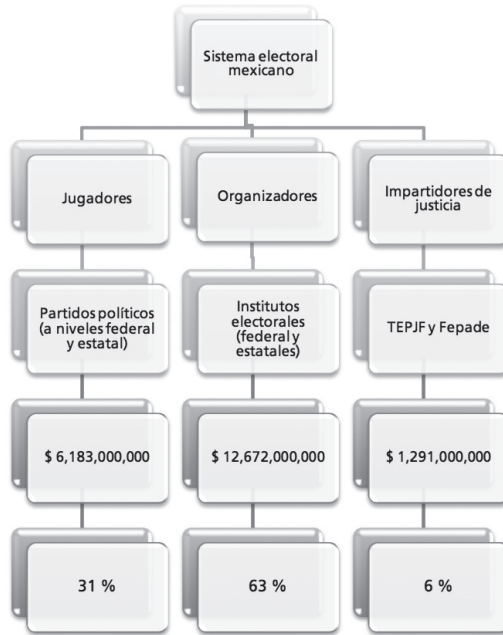 Sistema electoral
mexicano
Jugadores
Organizadores
Impartidores de
justicia
Partidos políticos
(a niveles federal
y estatal)
Institutos
electorales
(federal y
estatales)
TEPJF y Fepade
$ 6,183,000,000
$ 12,672,000,000
$ 1,291,000,000
31 %
63 %
6 %